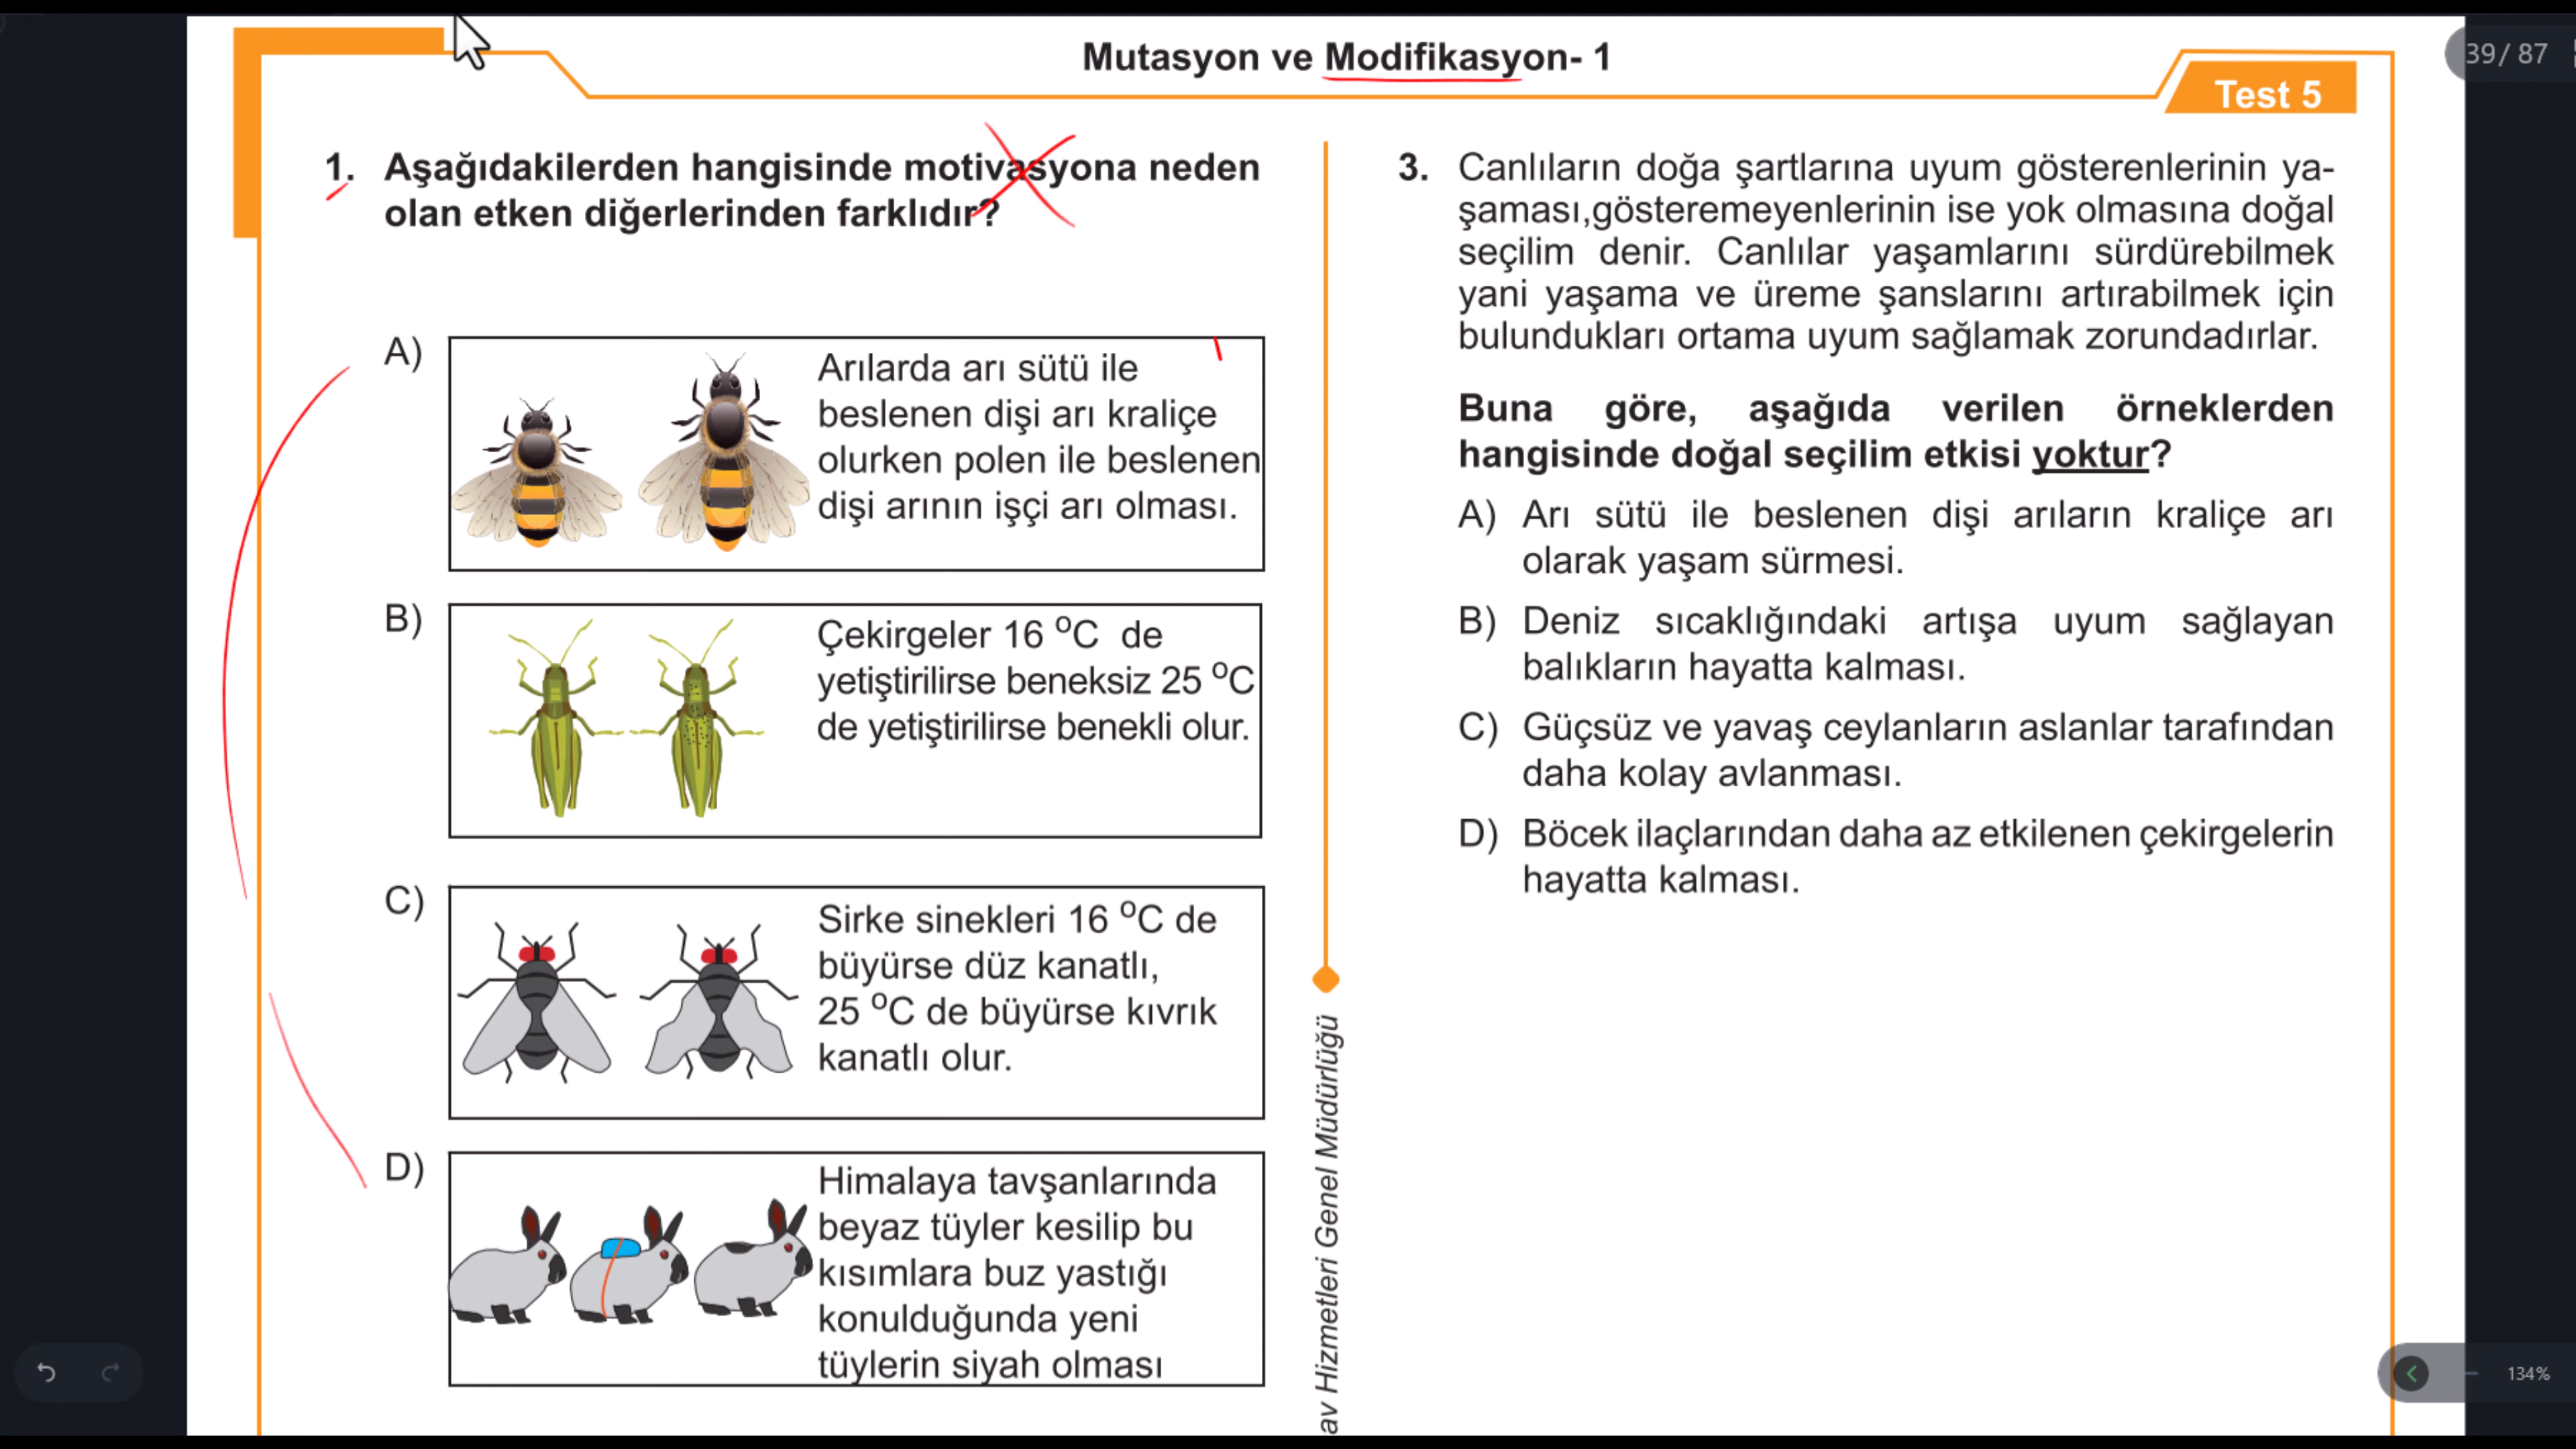 Mutasyon ve Modifikasyon- 1
39/ 87
Test 5
1. Aşağıdakilerden hangisinde motivasyona neden
olan etken diğerlerinden farklıdır?
A)
Arılarda arı sütü ile
beslenen dişi arı kraliçe
olurken polen ile beslenen
dişi arının işçi arı olması.
B)
Çekirgeler 16 ºC de
yetiştirilirse beneksiz 25 ºC
de yetiştirilirse benekli olur.
C)
Sirke sinekleri 16 ºC de
büyürse düz kanatlı,
25 ºC de büyürse kıvrık
kanatlı olur.
D)
Himalaya tavşanlarında
beyaz tüyler kesilip bu
kısımlara buz yastığı
konulduğunda yeni
tüylerin siyah olması
av Hizmetleri Genel Müdürlüğü
3. Canlıların doğa şartlarına uyum gösterenlerinin ya-
şaması,gösteremeyenlerinin ise yok olmasına doğal
seçilim denir. Canlılar yaşamlarını sürdürebilmek
yani yaşama ve üreme şanslarını artırabilmek için
bulundukları ortama uyum sağlamak zorundadırlar.
Buna göre, aşağıda verilen örneklerden
hangisinde doğal seçilim etkisi yoktur?
A) Arı sütü ile beslenen dişi arıların kraliçe arı
olarak yaşam sürmesi.
B) Deniz sıcaklığındaki artışa uyum sağlayan
balıkların hayatta kalması.
C) Güçsüz ve yavaş ceylanların aslanlar tarafından
daha kolay avlanması.
D) Böcek ilaçlarından daha az etkilenen çekirgelerin
hayatta kalması.
134%